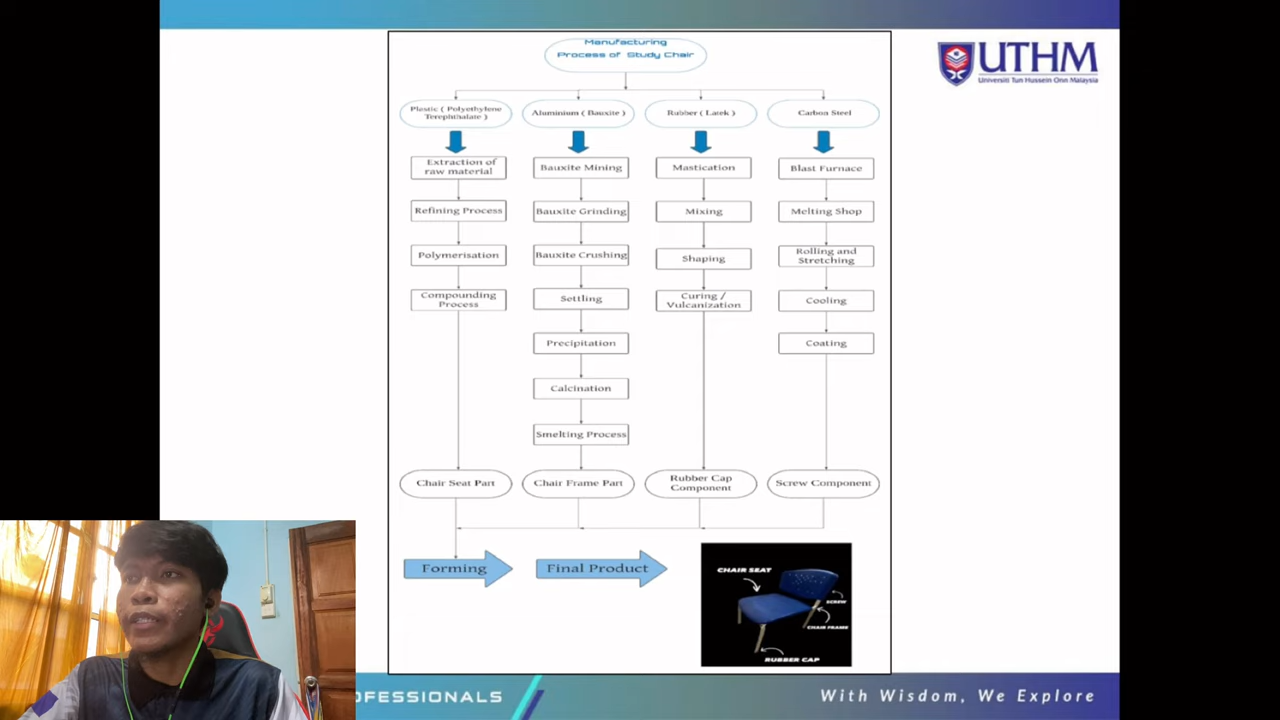 Manufacturing
Process of Study Chair
UTHM
Universiti Tun Hussein Onn Malaysia
Plastic ( Polyethylene
Terephthalate )
Aluminium ( Bauxite )
Rubber ( Latek )
Carbon Steel
Extraction of
raw material
Bauxite Mining
Mastication
Blast Furnace
Refining Process
Bauxite Grinding
Mixing
Melting Shop
Polymerisation
Bauxite Crushing
Shaping
Rolling and
Stretching
Compounding
Process
Settling
Curing /
Vulcanization
Cooling
Precipitation
Coating
Calcination
Smelting Process
Chair Seat Part
Chair Frame Part
Rubber Cap
Component
Screw Component
Forming
Final Product
CHAIR SEAT
SCREW
CHAIR FRAME
RUBBER CAP
OFESSIONALS
With Wisdom, We Explore